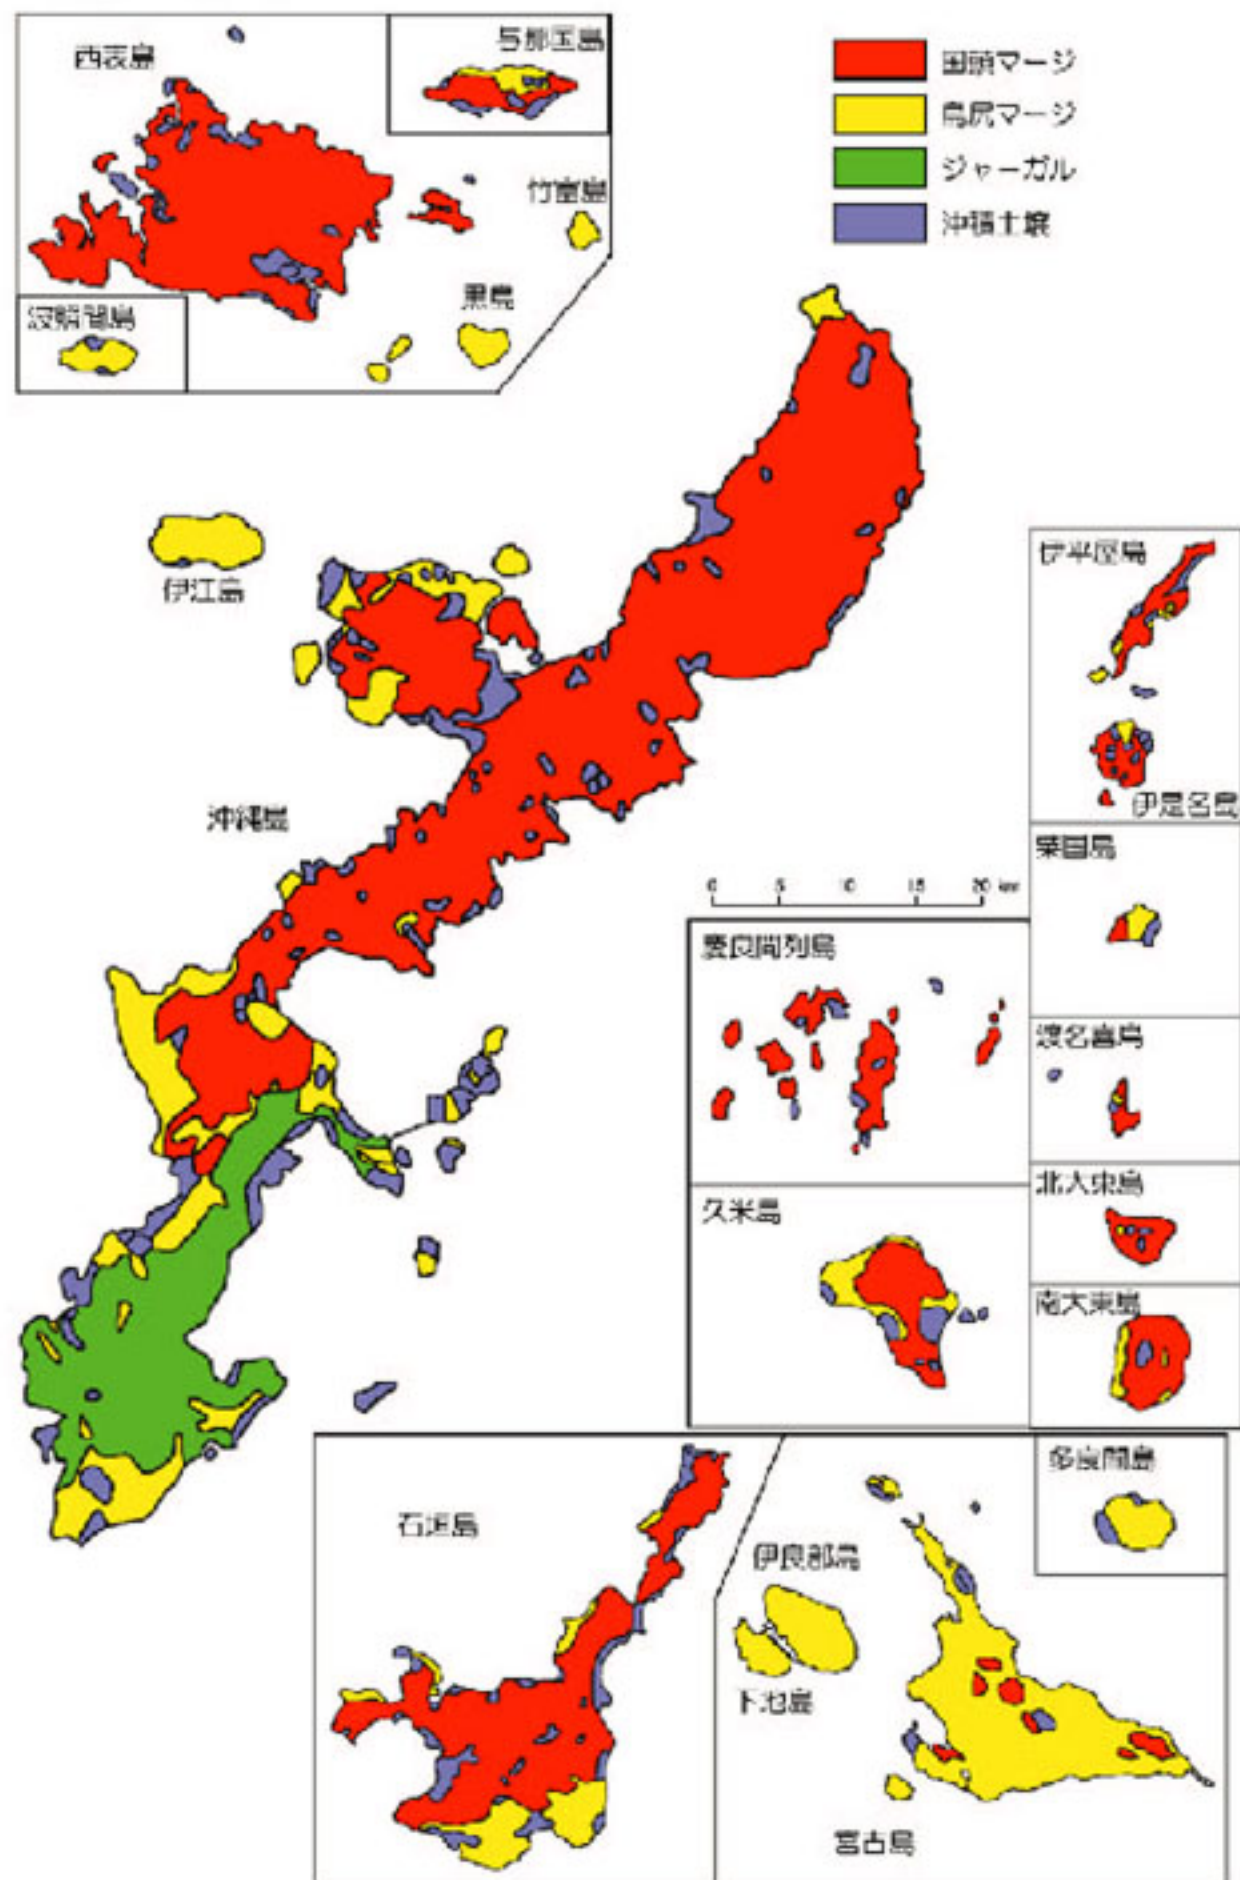 西表島
与那国島
国頭マージ
島尻マージ
ジャーガル
沖積土壌
竹富島
黒島
波照間島
伊江島
伊平屋島
沖縄島
伊是名島
粟国島
0 5 10 15 20 km
慶良間列島
渡名喜島
北大東島
久米島
南大東島
多良間島
石垣島
伊良部島
下地島
宮古島